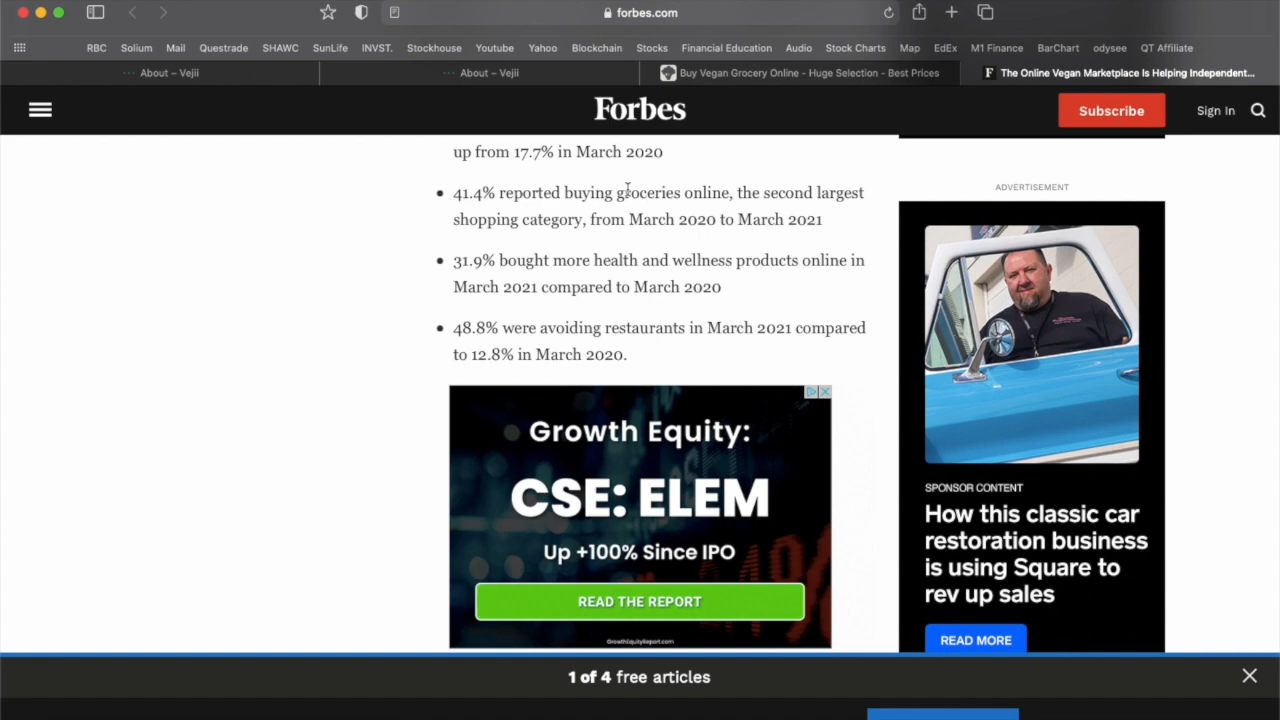 forbes.com
RBC Solium Mail Questrade SHAWC SunLife INVST. Stockhouse Youtube Yahoo Blockchain Stocks Financial Education Audio Stock Charts Map EdEx M1 Finance BarChart odysee QT Affiliate
About – Vejii About – Vejii Buy Vegan Grocery Online - Huge Selection - Best Prices F The Online Vegan Marketplace Is Helping Independent...
Forbes
Subscribe
Sign In
up from 17.7% in March 2020
• 41.4% reported buying groceries online, the second largest
shopping category, from March 2020 to March 2021
• 31.9% bought more health and wellness products online in
March 2021 compared to March 2020
• 48.8% were avoiding restaurants in March 2021 compared
to 12.8% in March 2020.
Growth Equity:
CSE: ELEM
Up +100% Since IPO
READ THE REPORT
GrowthEquityReport.com
ADVERTISEMENT
SPONSOR CONTENT
How this classic car
restoration business
is using Square to
rev up sales
READ MORE
1 of 4 free articles